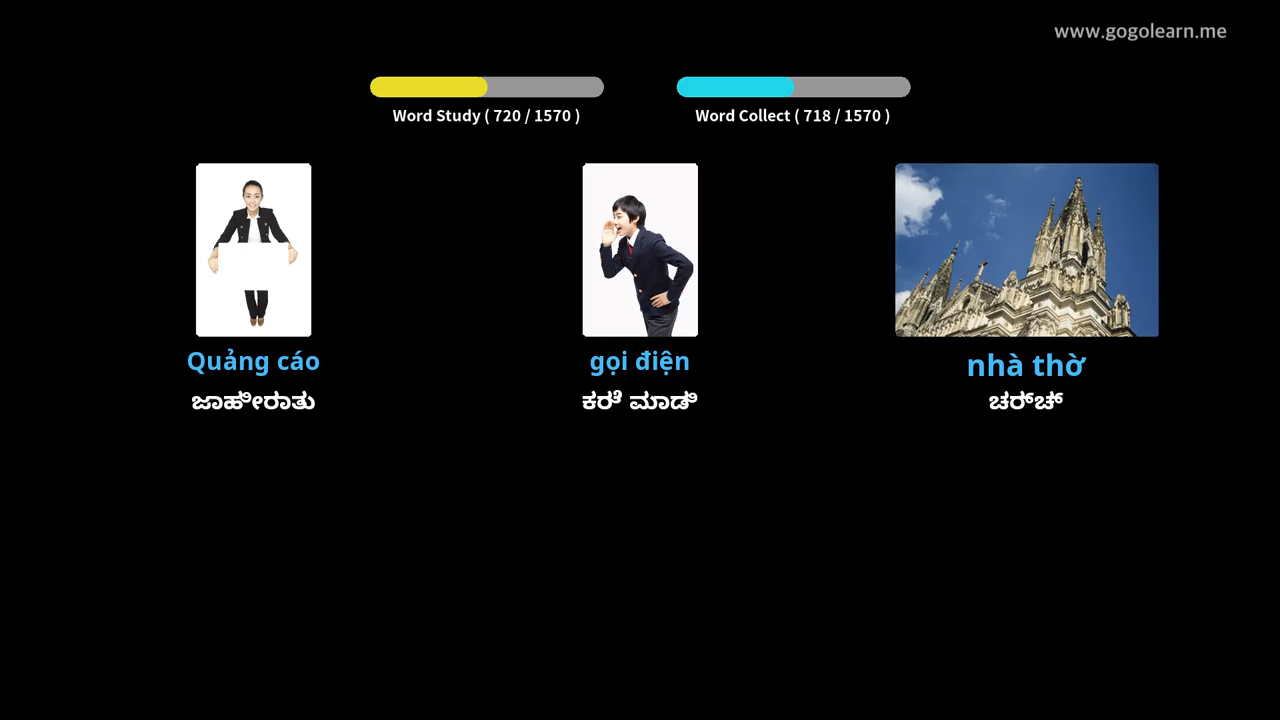 www.gogolearn.me
Word Study ( 720 / 1570 )
Word Collect ( 718 / 1570 )
Quảng cáo
ಜಾಹೀರಾತು
gọi điện
ಕರೆ ಮಾಡಿ
nhà thờ
ಚರ್ಚ್